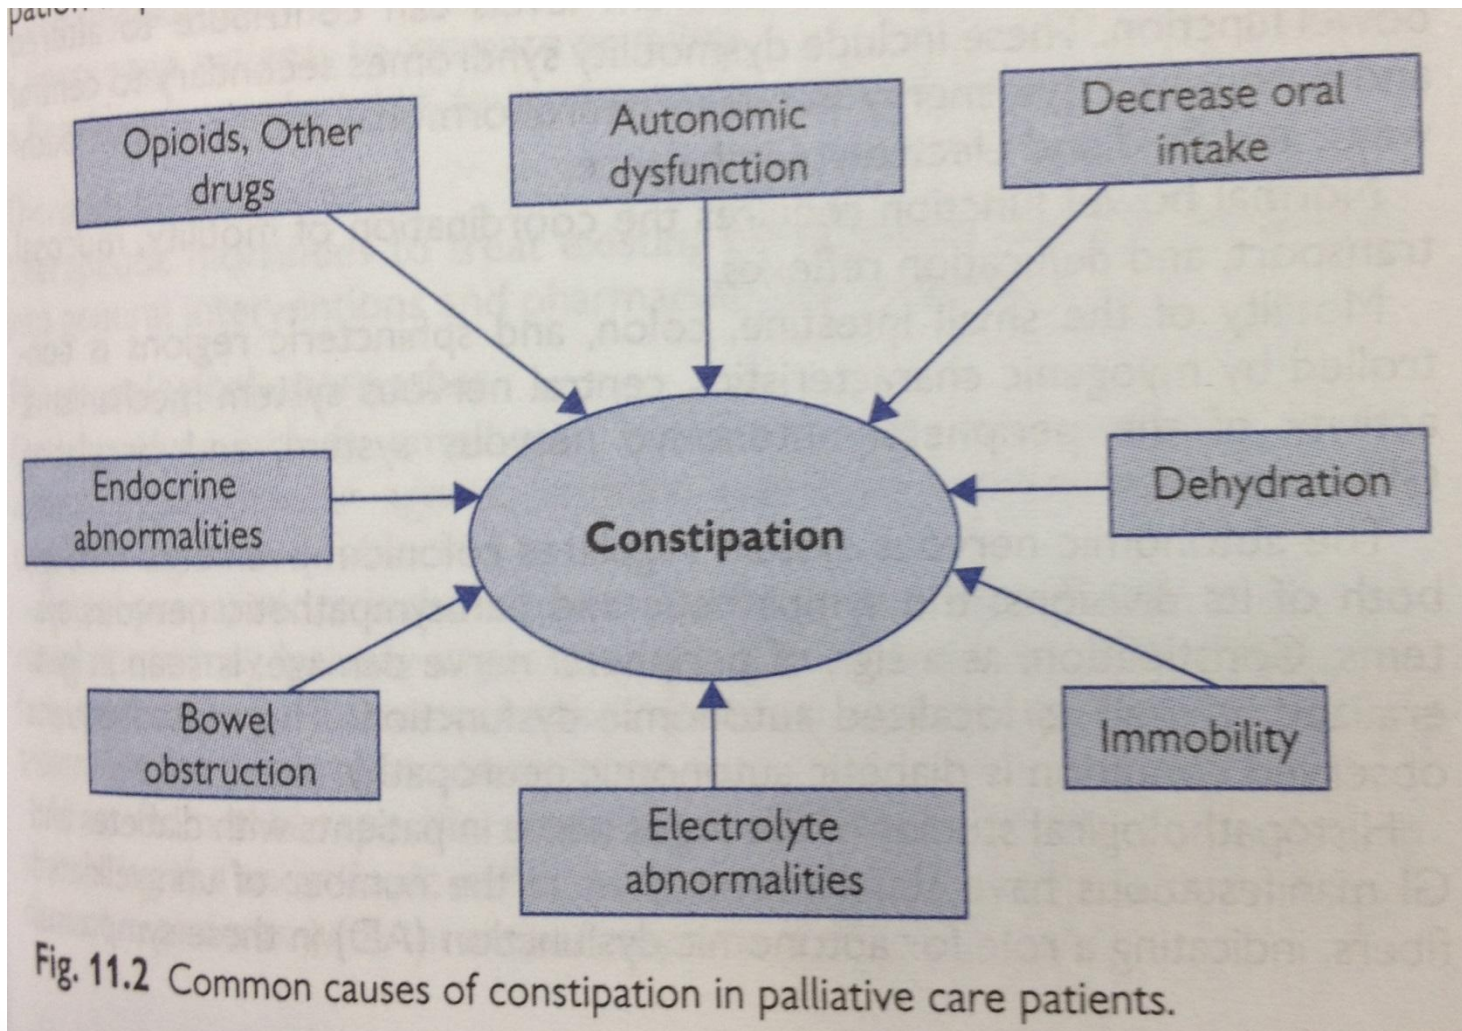 Opioids, Other
drugs
Autonomic
dysfunction
Decrease oral
intake
Endocrine
abnormalities
Constipation
Dehydration
Bowel
obstruction
Electrolyte
abnormalities
Immobility
Fig. 11.2 Common causes of constipation in palliative care patients.